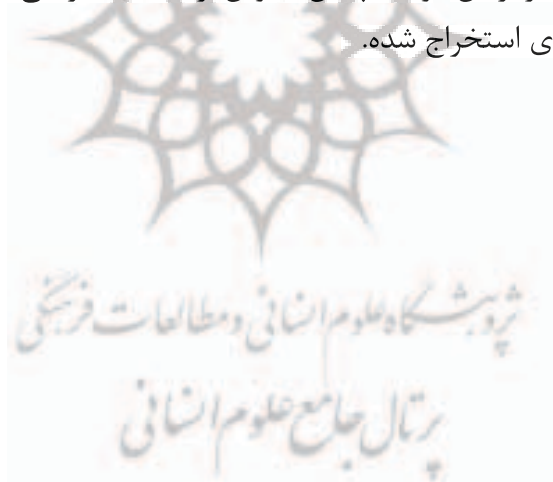 ی استخراج شده.
پژوهشگاه علوم انسانی و مطالعات فرهنگی
پرتال جامع علوم انسانی